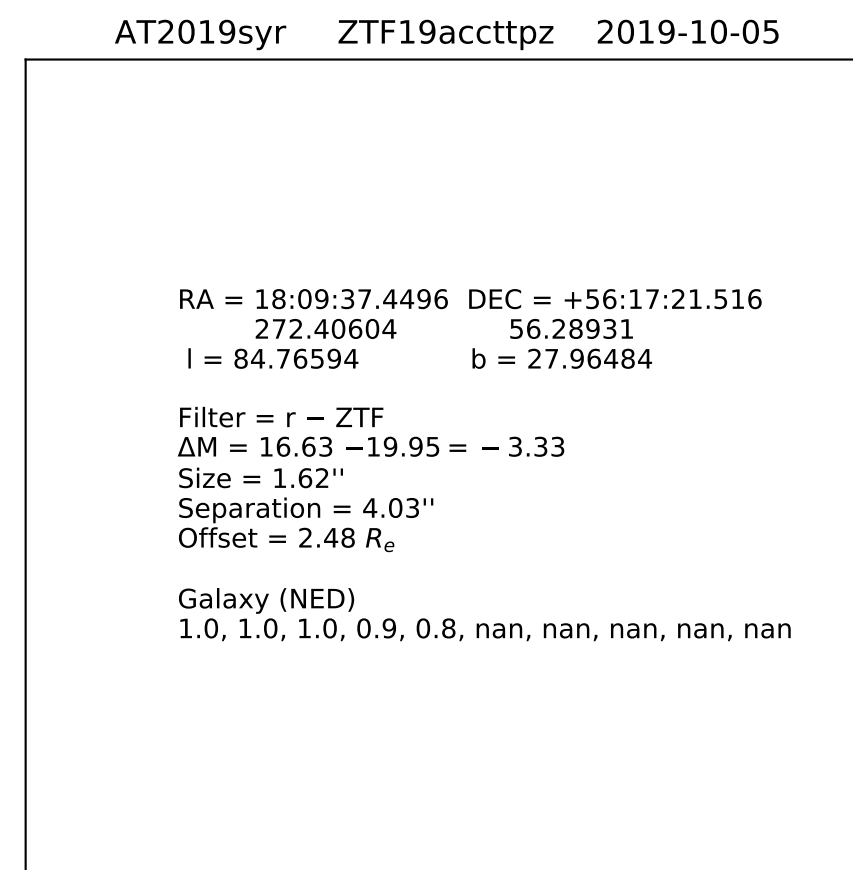 AT2019syr ZTF19accttpz 2019-10-05
RA = 18:09:37.4496 DEC = +56:17:21.516
272.40604 56.28931
l = 84.76594 b = 27.96484
Filter = r − ZTF
ΔM = 16.63 −19.95 = − 3.33
Size = 1.62''
Separation = 4.03''
Offset = 2.48 Re
Galaxy (NED)
1.0, 1.0, 1.0, 0.9, 0.8, nan, nan, nan, nan, nan